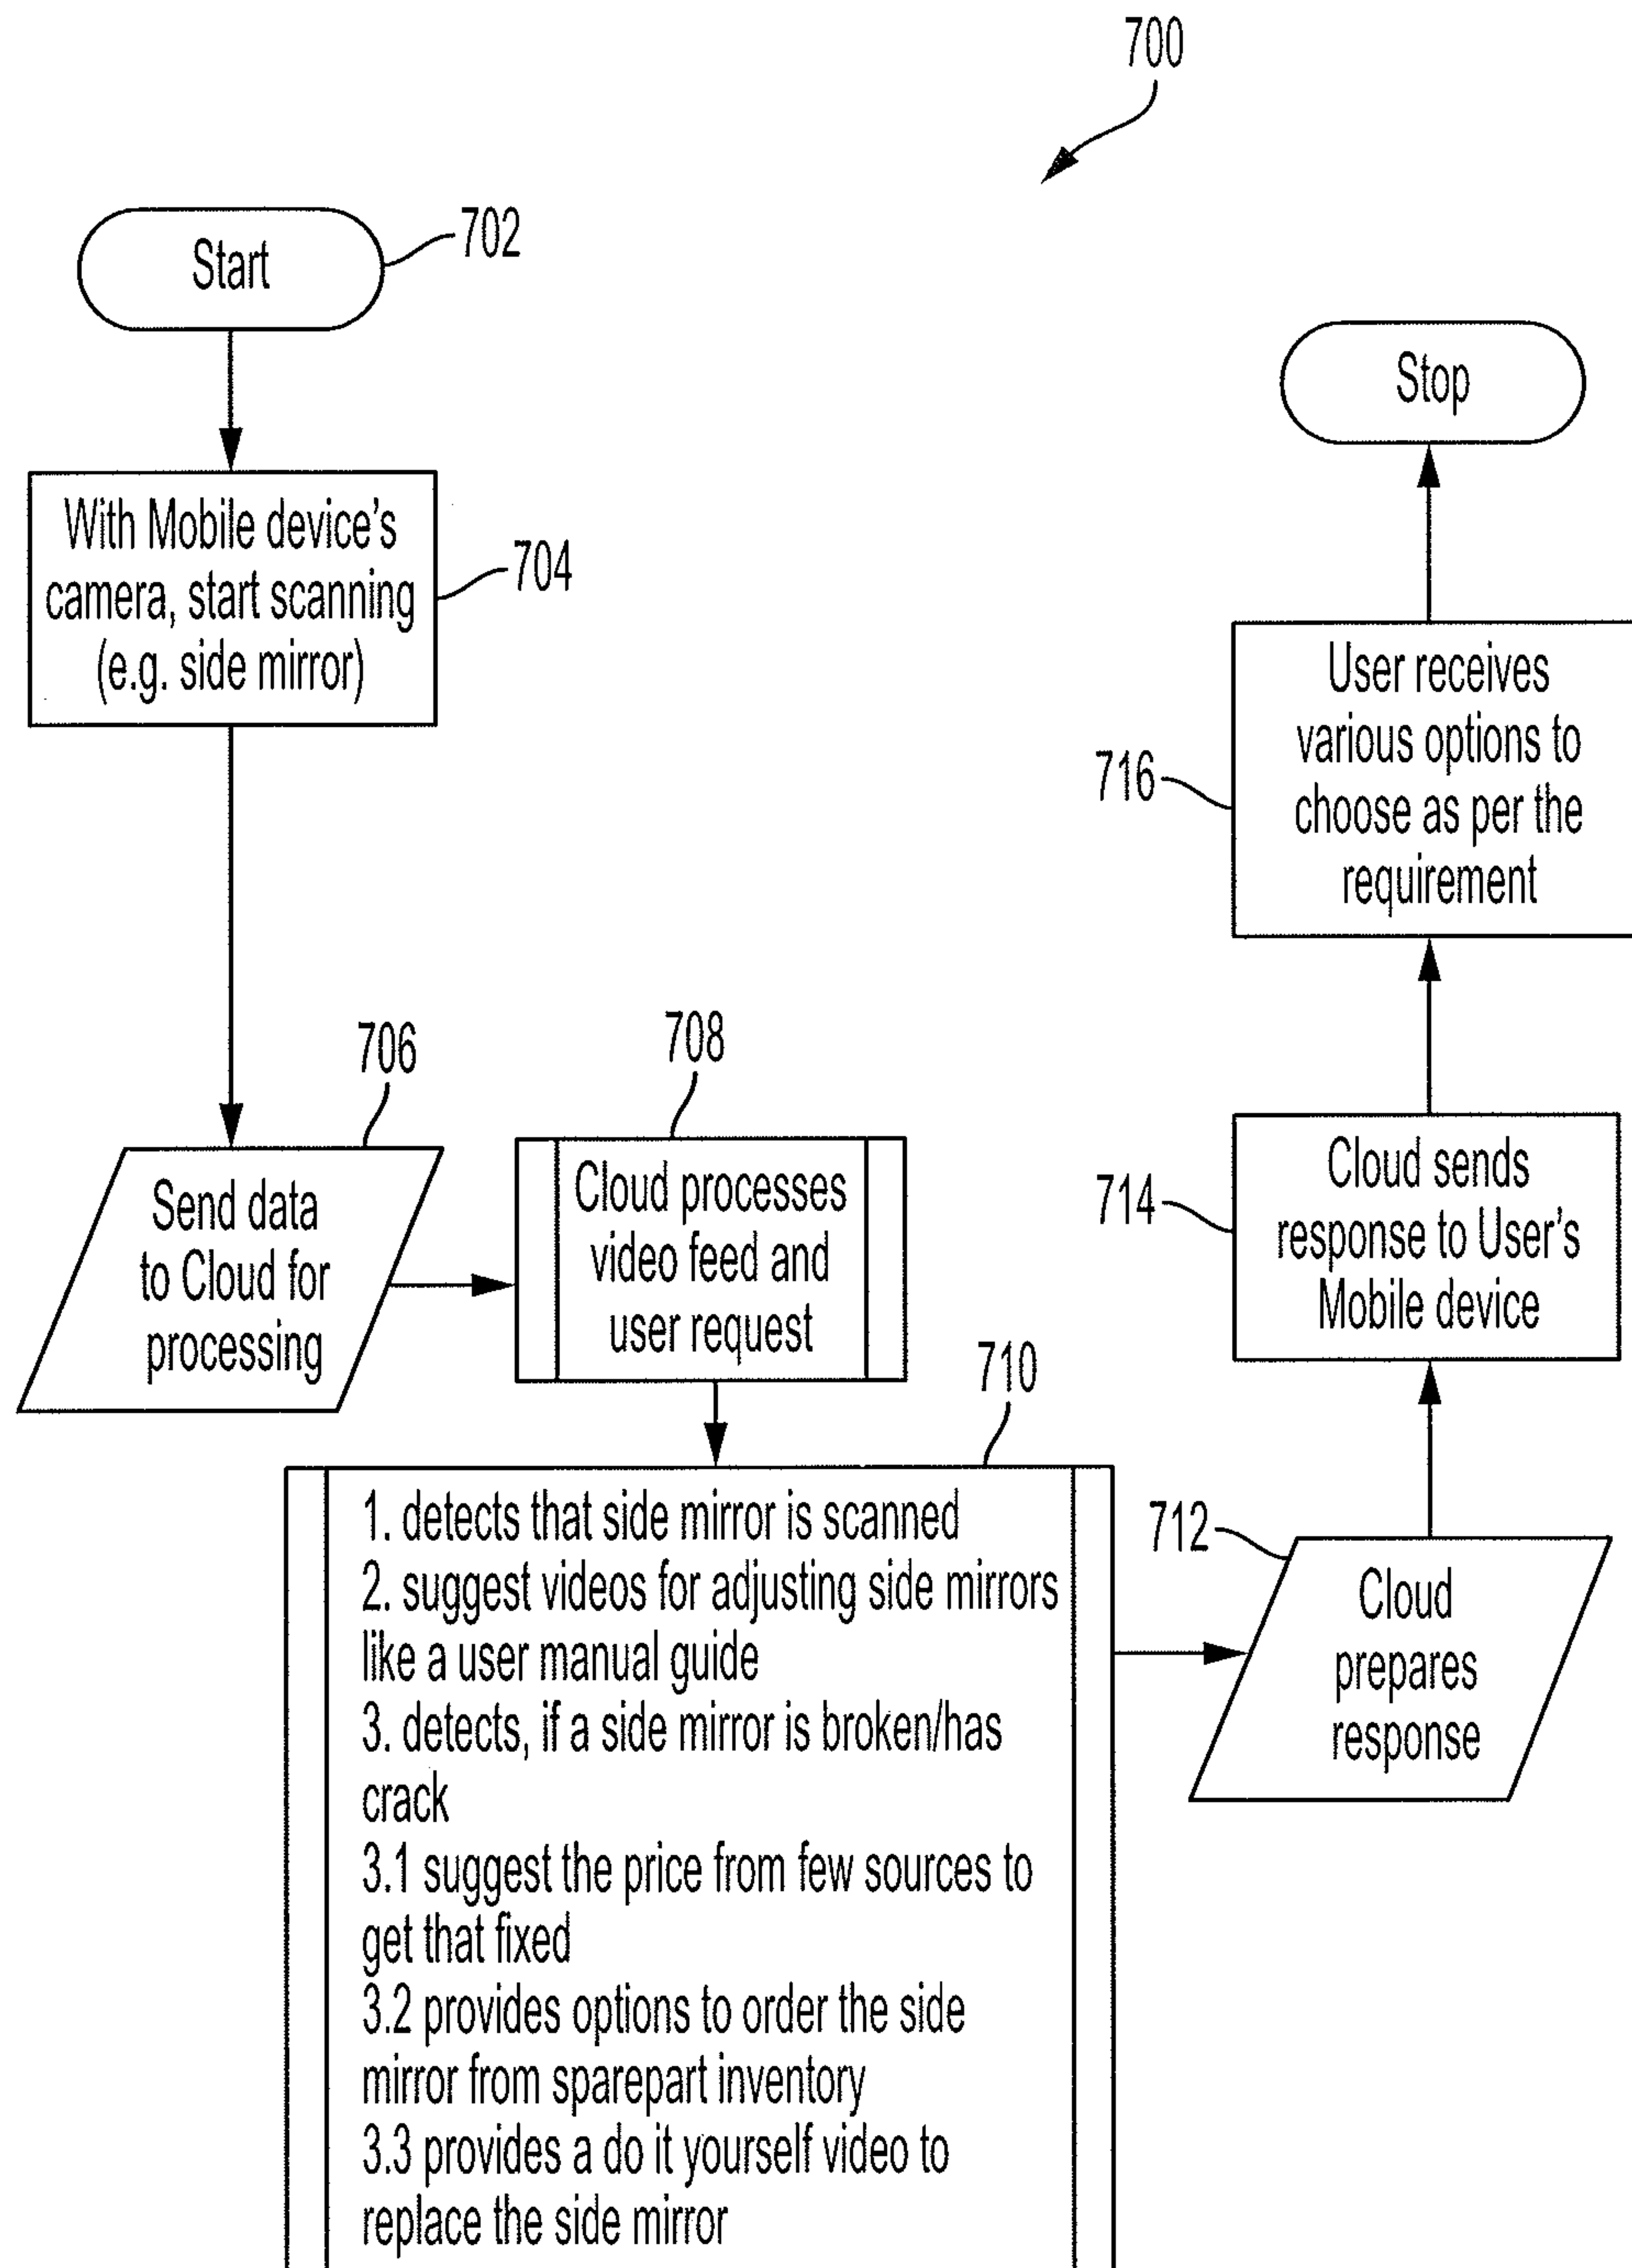 700
Start
702
With Mobile device's
camera, start scanning
(e.g. side mirror)
704
706
Send data
to Cloud for
processing
708
Cloud processes
video feed and
user request
710
1. detects that side mirror is scanned
2. suggest videos for adjusting side mirrors
like a user manual guide
3. detects, if a side mirror is broken/has
crack
3.1 suggest the price from few sources to
get that fixed
3.2 provides options to order the side
mirror from sparepart inventory
3.3 provides a do it yourself video to
replace the side mirror
712
Cloud
prepares
response
714
Cloud sends
response to User's
Mobile device
716
User receives
various options to
choose as per the
requirement
Stop